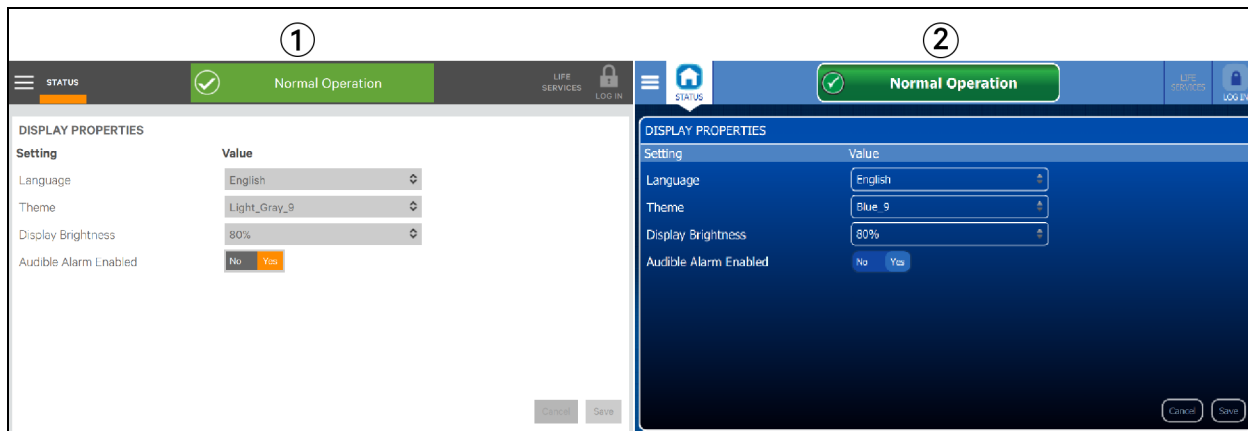 ①
STATUS
Normal Operation
LIFE
SERVICES
LOG IN
DISPLAY PROPERTIES
Setting Value
Language English
Theme Light_Gray_9
Display Brightness 80%
Audible Alarm Enabled No Yes
Cancel Save
②
STATUS
Normal Operation
LIFE
SERVICES
LOG IN
DISPLAY PROPERTIES
Setting Value
Language English
Theme Blue_9
Display Brightness 80%
Audible Alarm Enabled No Yes
Cancel Save